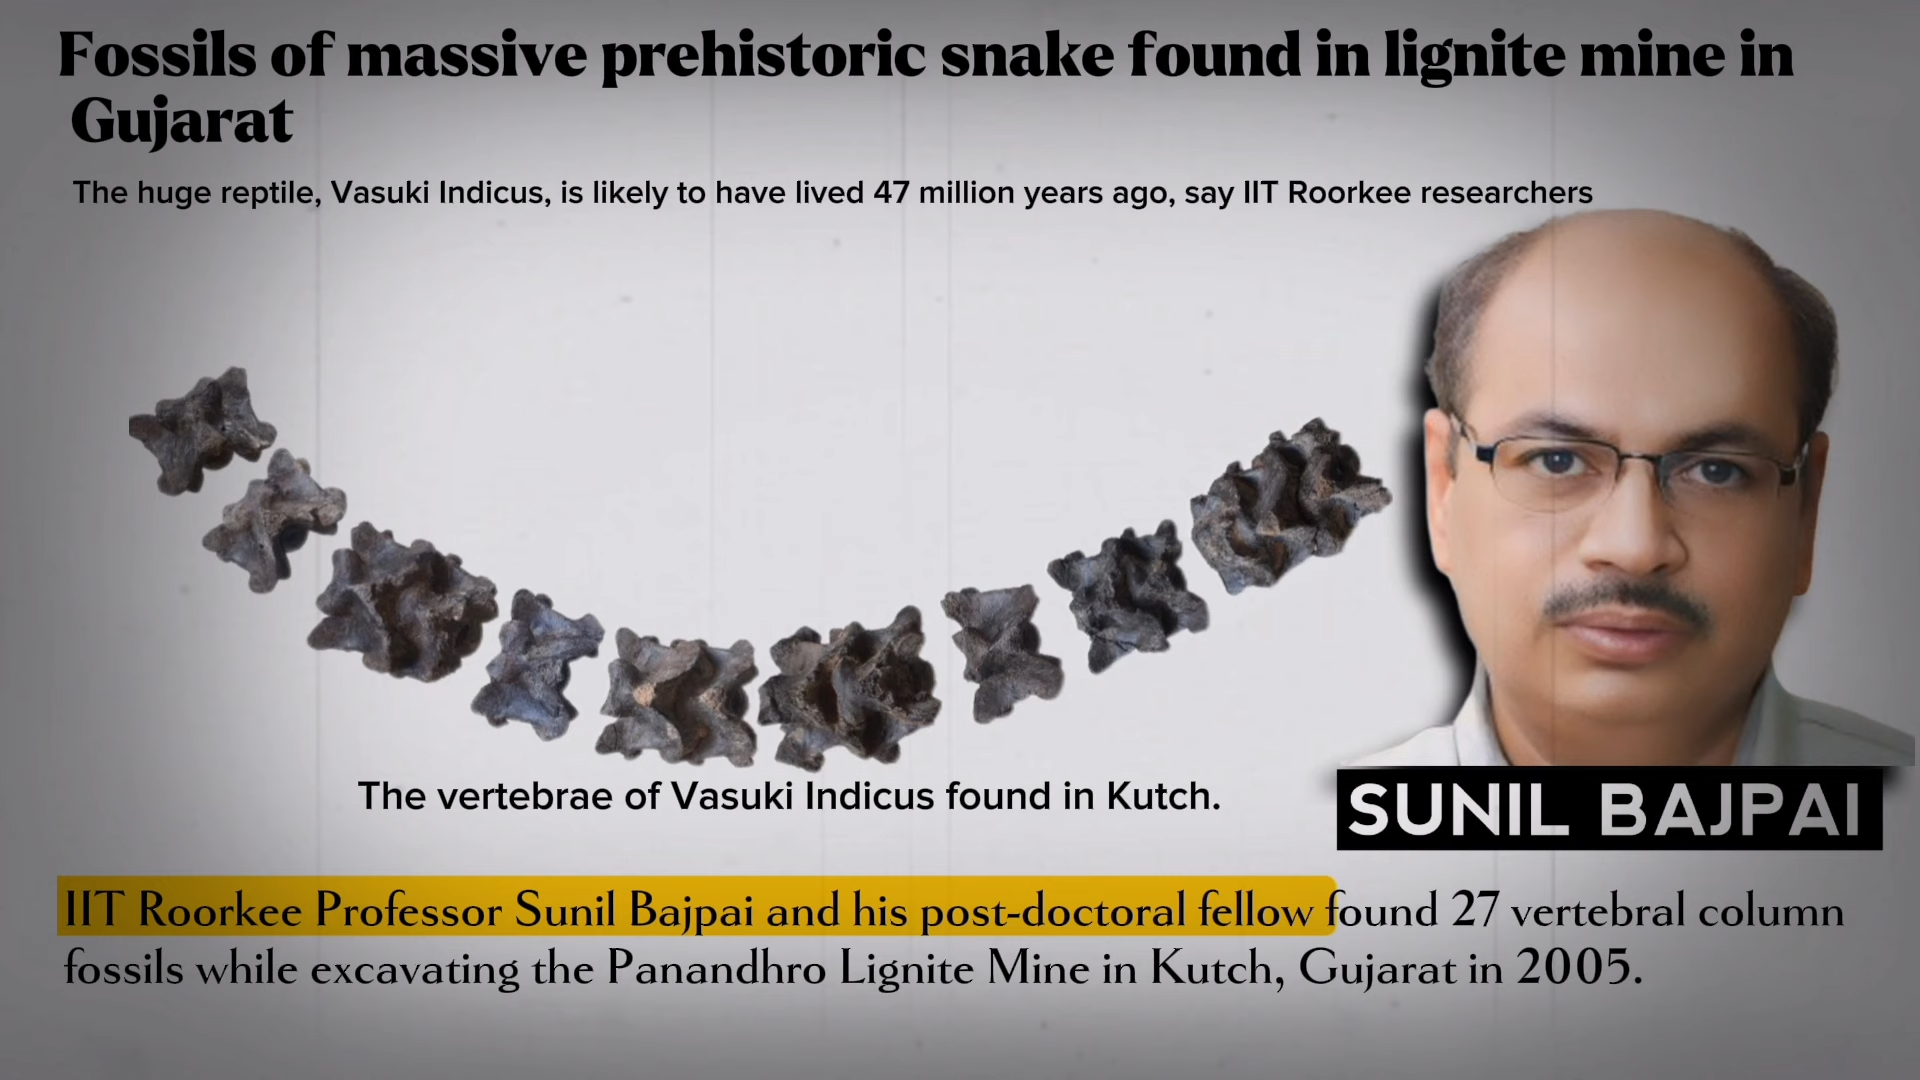 Fossils of massive prehistoric snake found in lignite mine in
Gujarat
The huge reptile, Vasuki Indicus, is likely to have lived 47 million years ago, say IIT Roorkee researchers
The vertebrae of Vasuki Indicus found in Kutch.
SUNIL BAJPAI
IIT Roorkee Professor Sunil Bajpai and his post-doctoral fellow found 27 vertebral column
fossils while excavating the Panandhro Lignite Mine in Kutch, Gujarat in 2005.